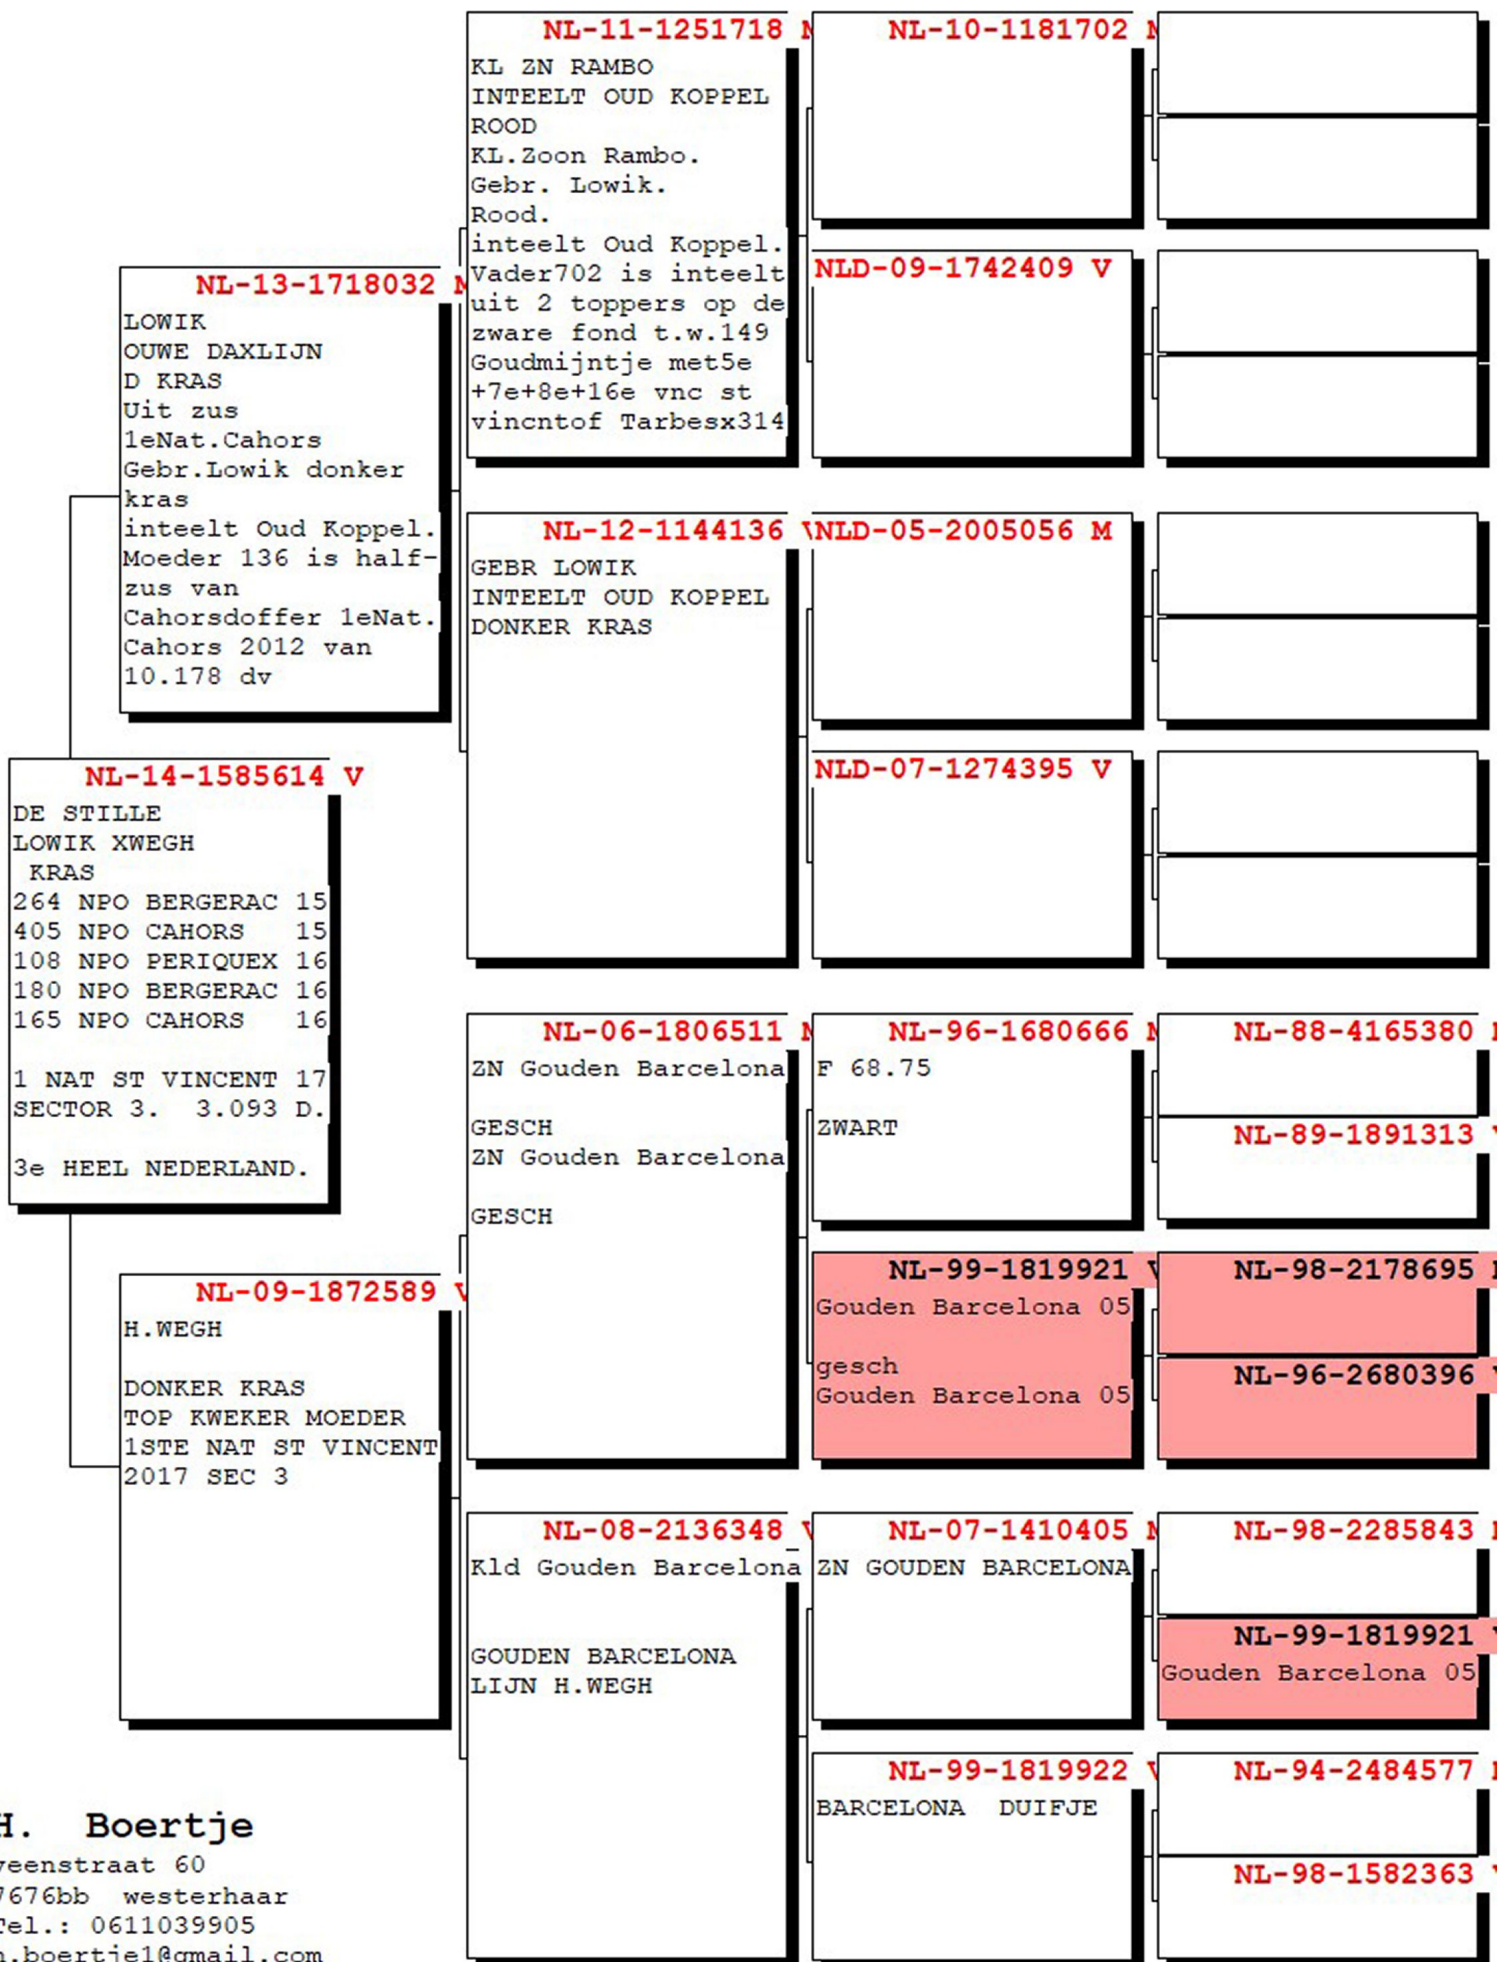 NL-14-1585614 V
DE STILLE
LOWIK XWEGH
KRAS
264 NPO BERGERAC 15
405 NPO CAHORS 15
108 NPO PERIQUEX 16
180 NPO BERGERAC 16
165 NPO CAHORS 16
1 NAT ST VINCENT 17
SECTOR 3. 3.093 D.
3e HEEL NEDERLAND.
NL-13-1718032 M
LOWIK
OUWE DAXLIJN
D KRAS
Uit zus
1eNat.Cahors
Gebr.Lowik donker
kras
inteelt Oud Koppel.
Moeder 136 is half-
zus van
Cahorsdoffer 1eNat.
Cahors 2012 van
10.178 dv
NL-09-1872589 V
H.WEGH
DONKER KRAS
TOP KWEKER MOEDER
1STE NAT ST VINCENT
2017 SEC 3
NL-11-1251718 M
KL ZN RAMBO
INTEELT OUD KOPPEL
ROOD
KL.Zoon Rambo.
Gebr. Lowik.
Rood.
inteelt Oud Koppel.
Vader702 is inteelt
uit 2 toppers op de
zware fond t.w.149
Goudmijntje met5e
+7e+8e+16e vnc st
vincntof Tarbesx314
NL-12-1144136 V
GEBR LOWIK
INTEELT OUD KOPPEL
DONKER KRAS
NL-06-1806511 M
ZN Gouden Barcelona
GESCH
ZN Gouden Barcelona
GESCH
NL-08-2136348 V
Kld Gouden Barcelona
GOUDEN BARCELONA
LIJN H.WEGH
NL-10-1181702 M
NLD-09-1742409 V
NLD-05-2005056 M
NLD-07-1274395 V
NL-96-1680666 M
F 68.75
ZWART
NL-99-1819921 V
Gouden Barcelona 05
gesch
Gouden Barcelona 05
NL-07-1410405 M
ZN GOUDEN BARCELONA
NL-99-1819922 V
BARCELONA DUIFJE
NL-88-4165380
NL-89-1891313
NL-98-2178695
NL-96-2680396
NL-98-2285843
NL-99-1819921
Gouden Barcelona 05
NL-94-2484577
NL-98-1582363
H. Boertje
veenstraat 60
7676bb westerhaar
Tel.: 0611039905
h.boertje1@gmail.com